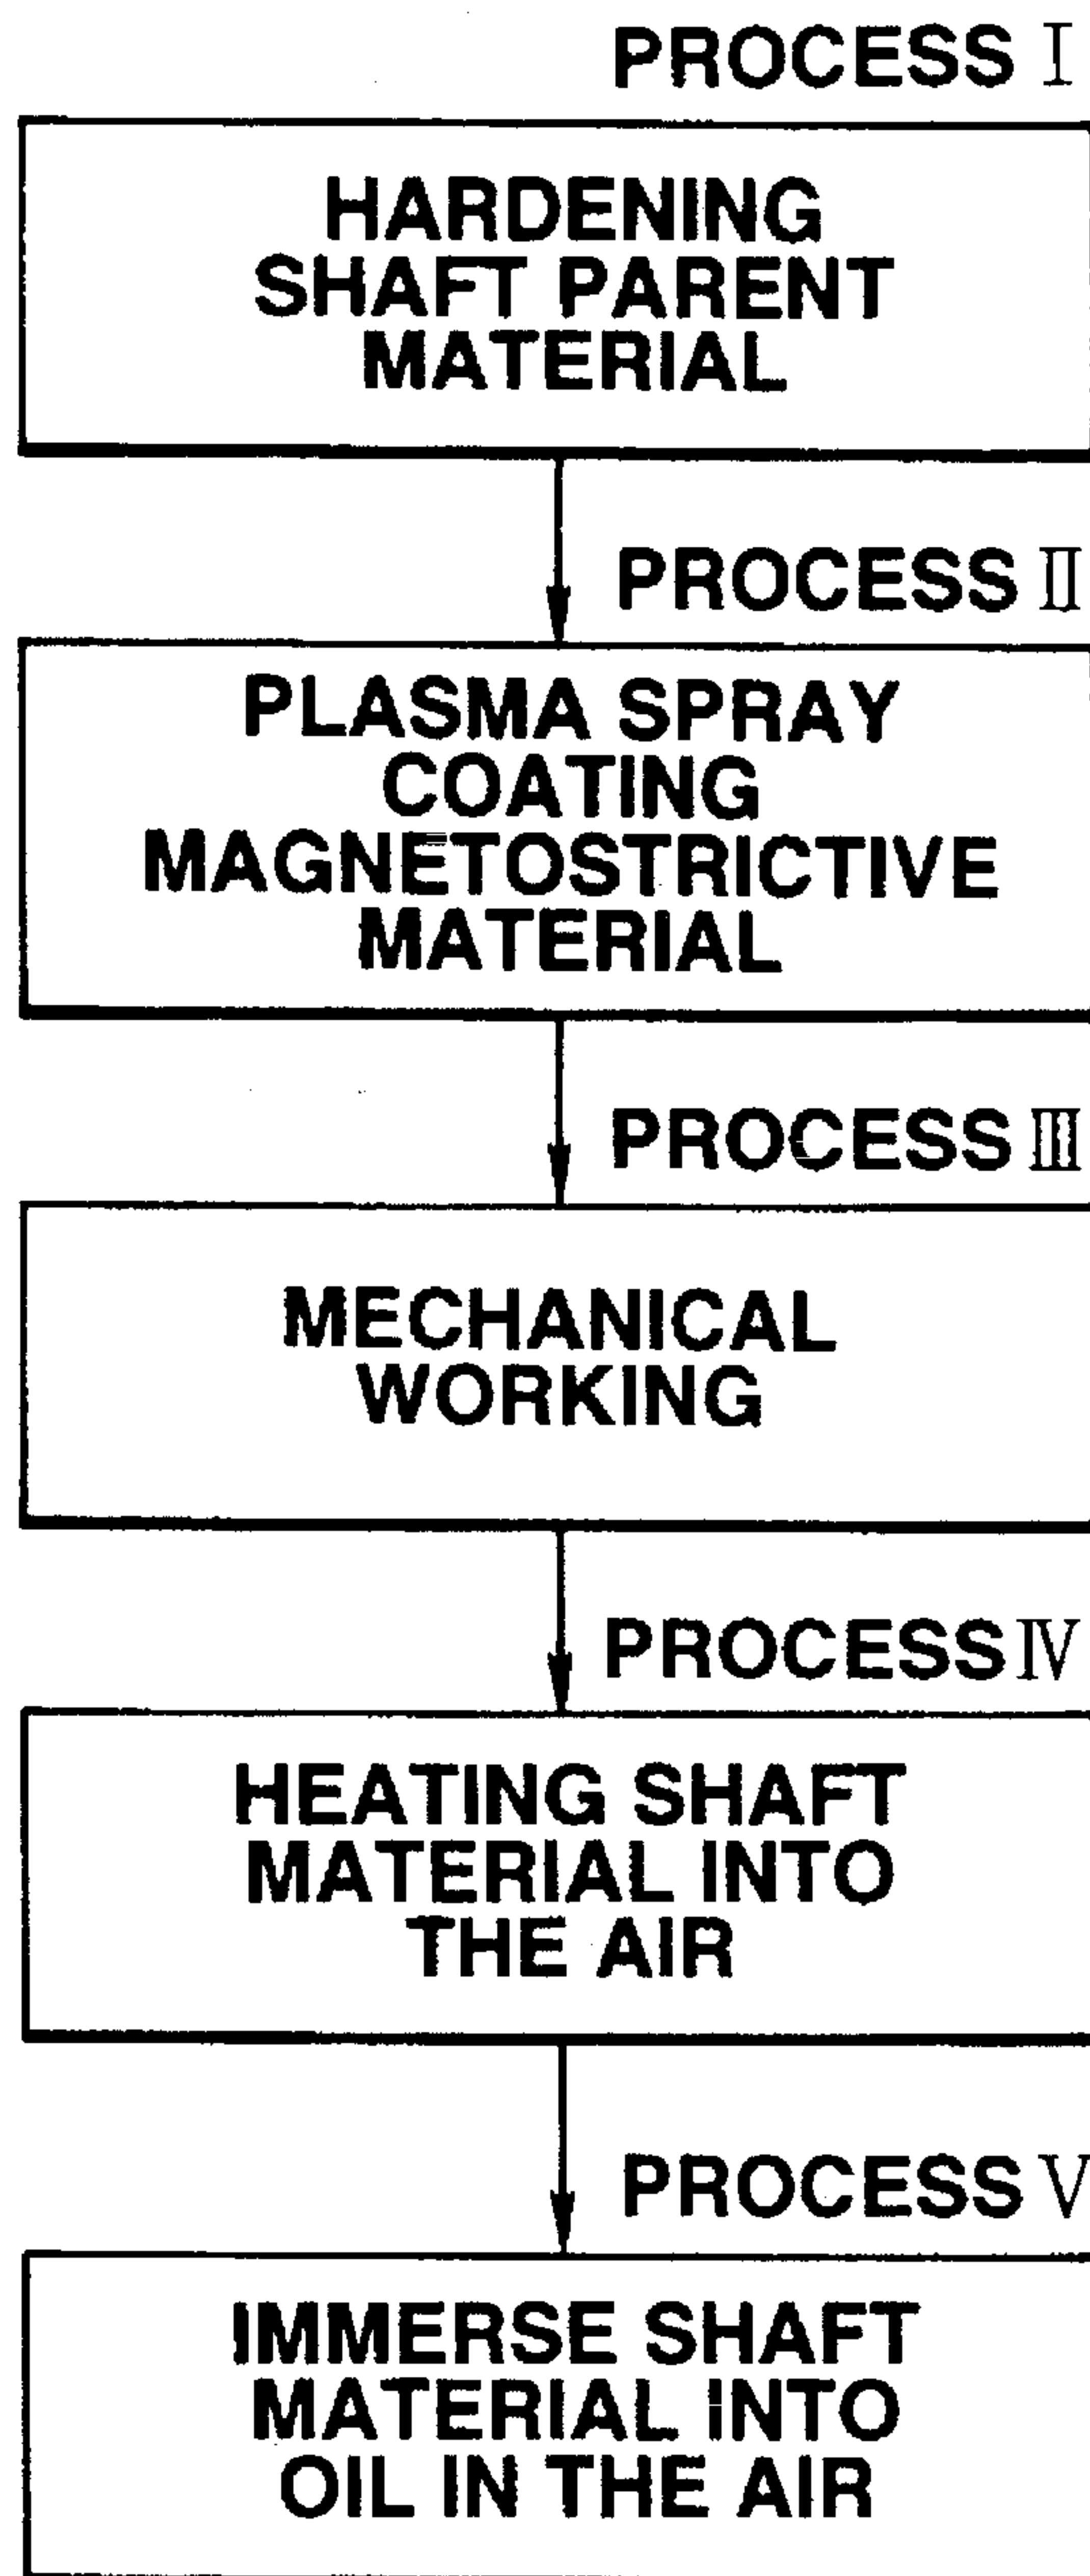 PROCESS I
HARDENING
SHAFT PARENT
MATERIAL
PROCESS II
PLASMA SPRAY
COATING
MAGNETOSTRICTIVE
MATERIAL
PROCESS III
MECHANICAL
WORKING
PROCESS IV
HEATING SHAFT
MATERIAL INTO
THE AIR
PROCESS V
IMMERSE SHAFT
MATERIAL INTO
OIL IN THE AIR